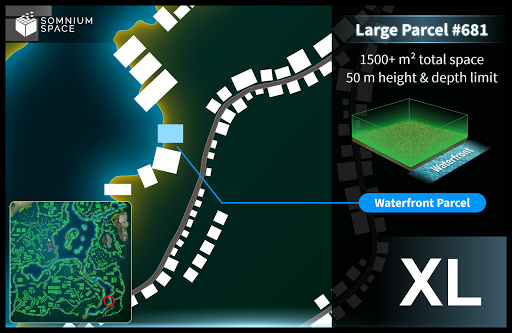 SOMNIUM
SPACE
Large Parcel #681
1500+ m² total space
50 m height & depth limit
Waterfront
Waterfront Parcel
XL